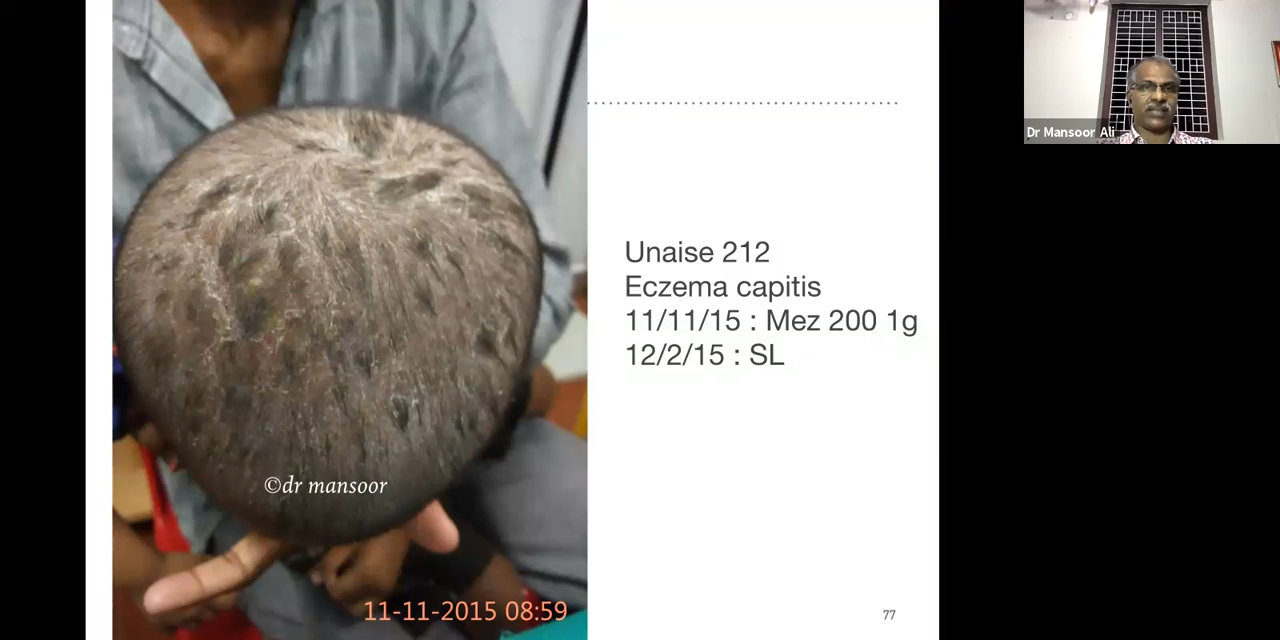 Unaise 212
Eczema capitis
11/11/15 : Mez 200 1g
12/2/15 : SL
©dr mansoor
11-11-2015 08:59
77
Dr Mansoor Ali